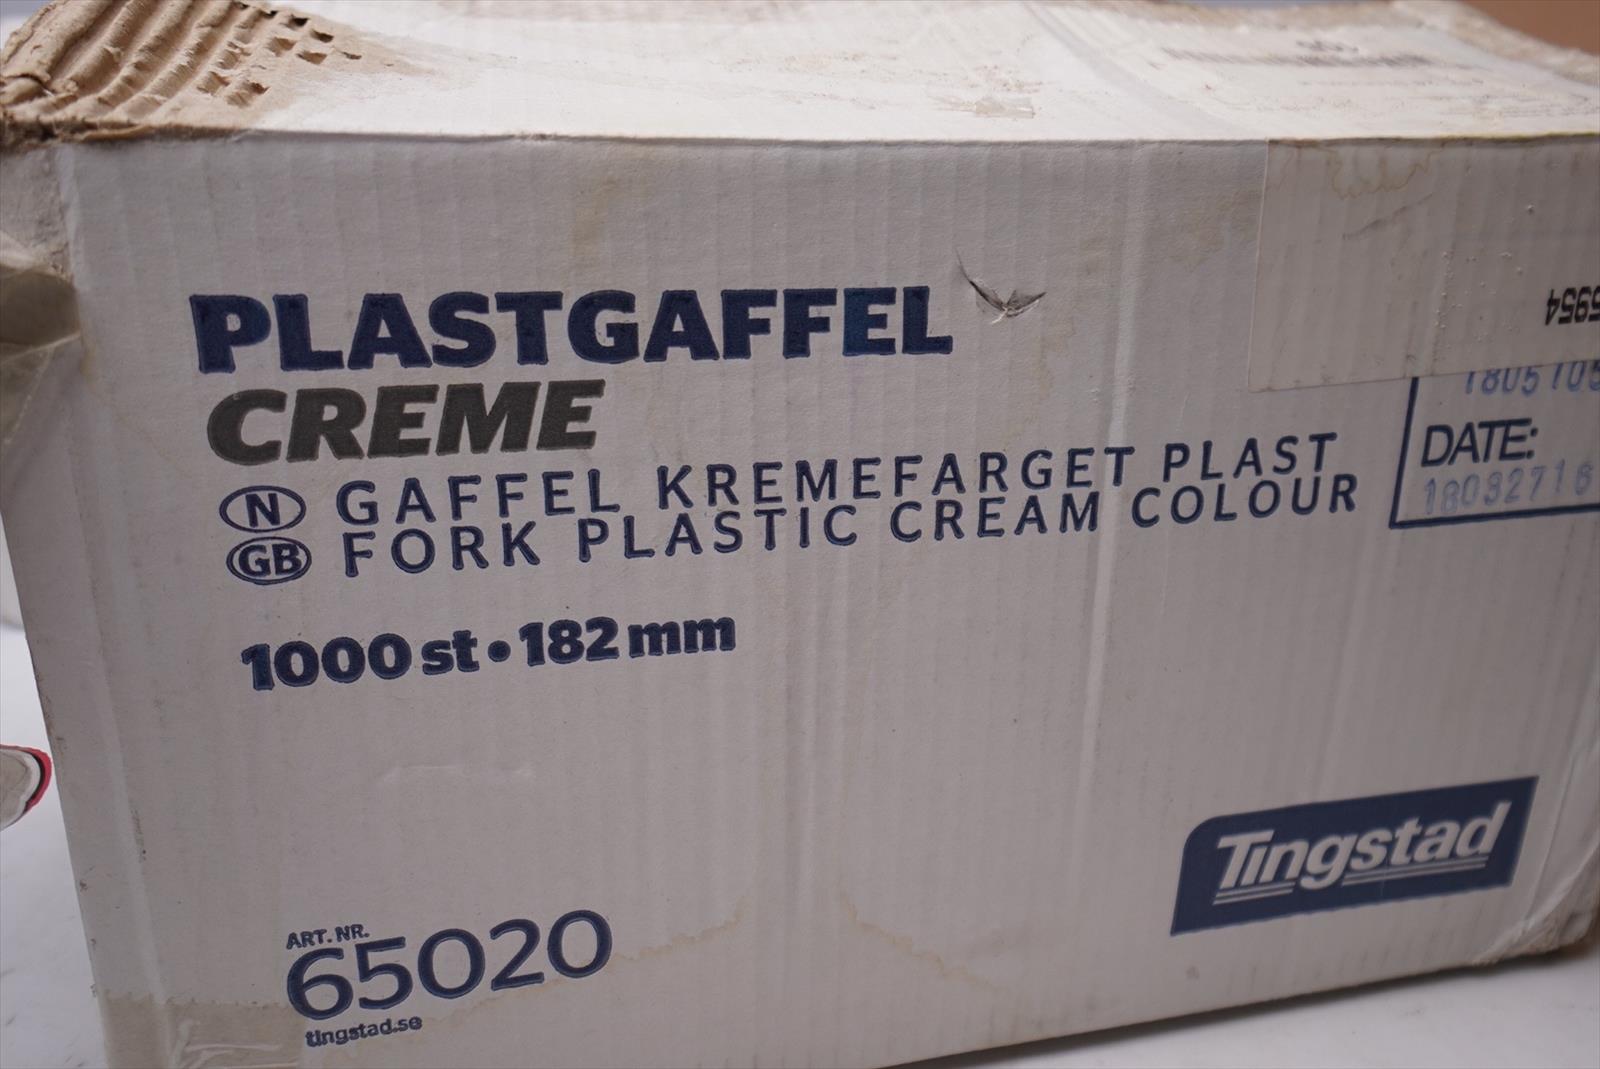 PLASTGAFFEL
CREME
N GAFFEL KREMEFARGET PLAST
GB FORK PLASTIC CREAM COLOUR
1000 st • 182 mm
DATE:
18032716
Tingstad
ART. NR.
65020
tingstad.se